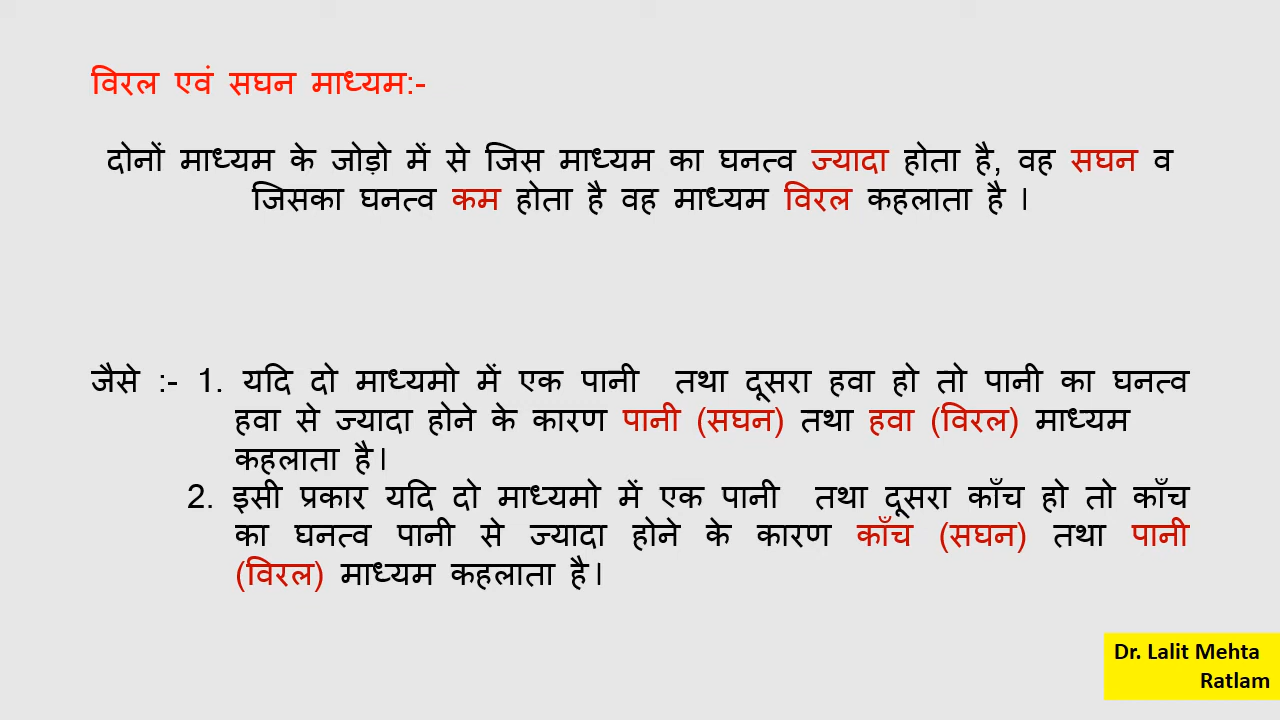 विरल एवं सघन माध्यम:-
दोनों माध्यम के जोड़ो में से जिस माध्यम का घनत्व ज्यादा होता है, वह सघन व
जिसका घनत्व कम होता है वह माध्यम विरल कहलाता है ।
जैसे :- 1. यदि दो माध्यमो में एक पानी तथा दूसरा हवा हो तो पानी का घनत्व
हवा से ज्यादा होने के कारण पानी (सघन) तथा हवा (विरल) माध्यम
कहलाता है।
2. इसी प्रकार यदि दो माध्यमो में एक पानी तथा दूसरा काँच हो तो काँच
का घनत्व पानी से ज्यादा होने के कारण काँच (सघन) तथा पानी
(विरल) माध्यम कहलाता है।
Dr. Lalit Mehta
Ratlam